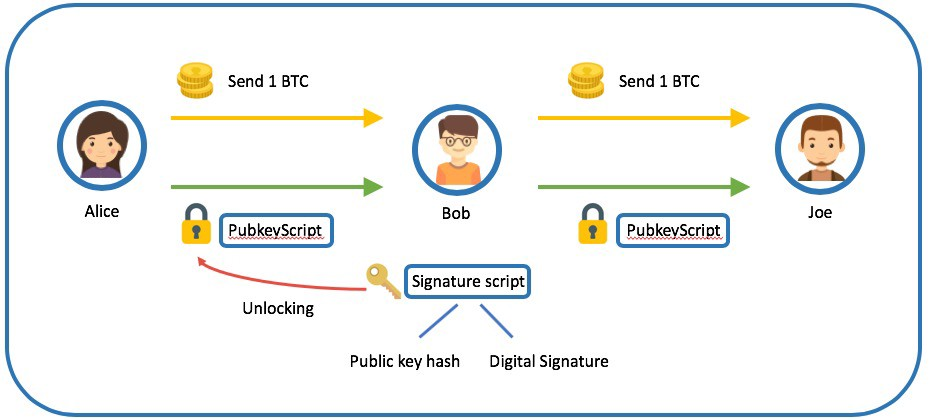 Send 1 BTC
Send 1 BTC
Alice
Bob
Joe
PubkeyScript
PubkeyScript
Signature script
Unlocking
Public key hash
Digital Signature